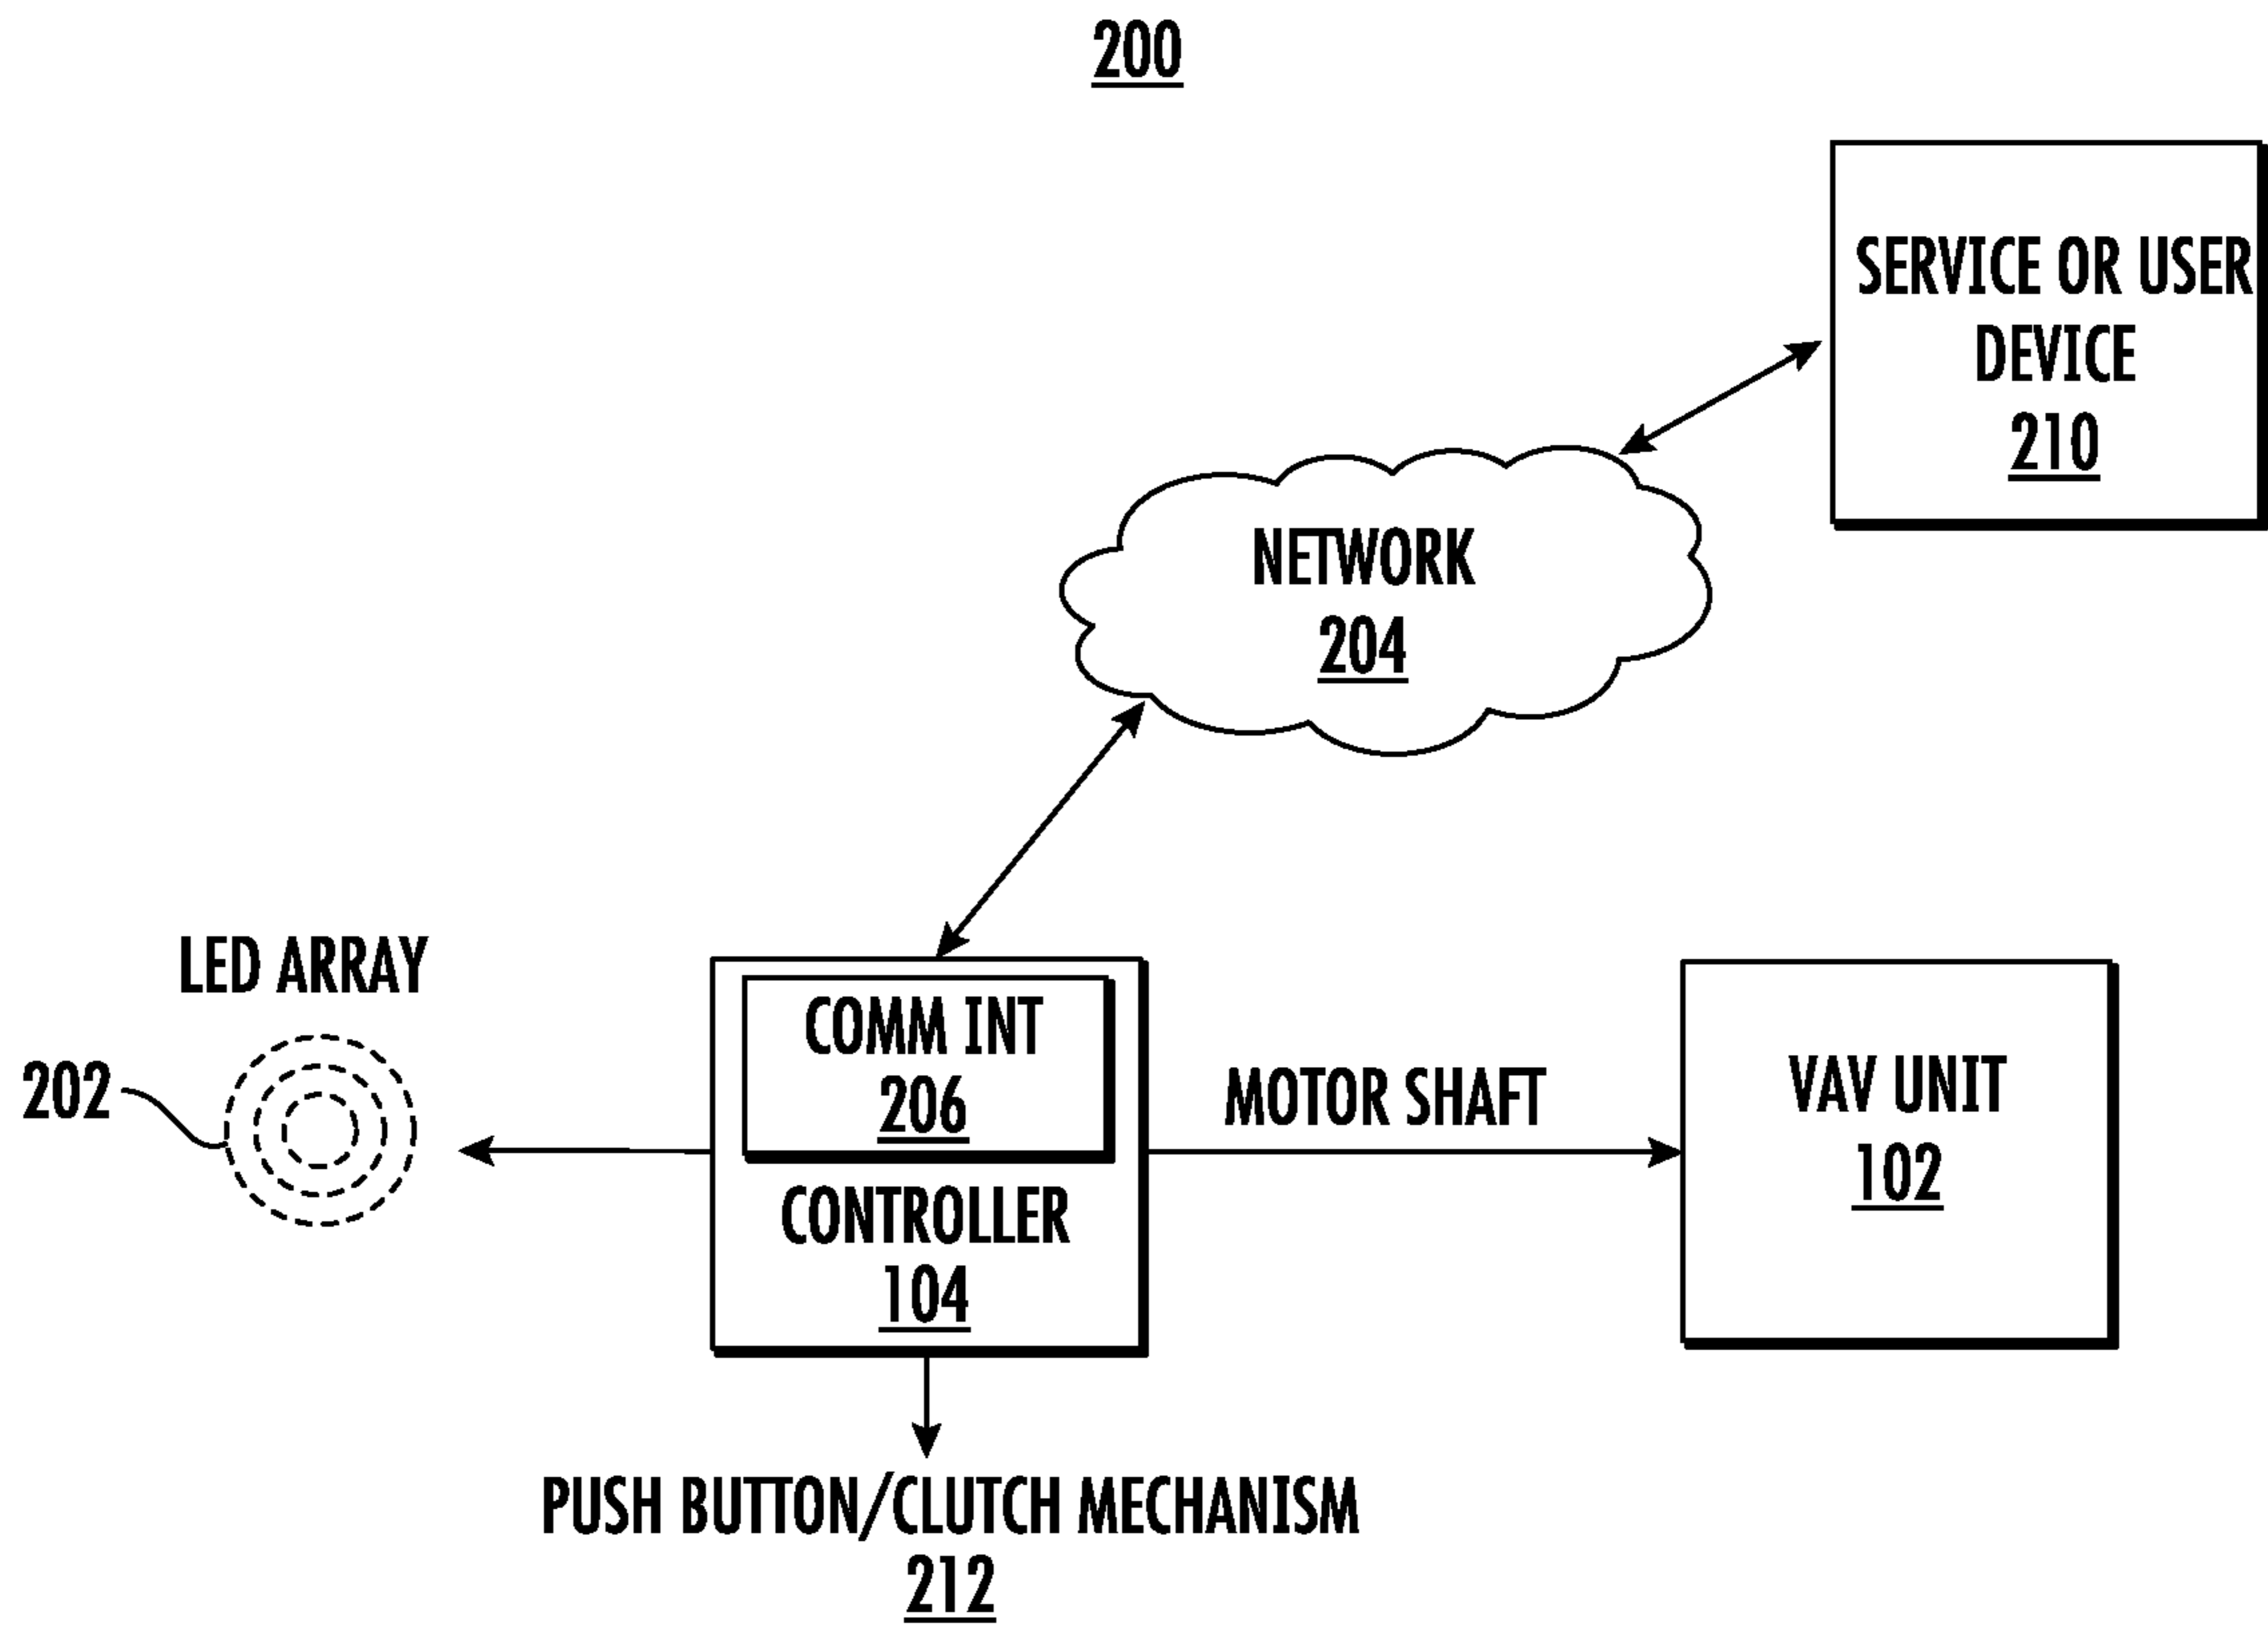 200
SERVICE OR USER
DEVICE
210
NETWORK
204
LED ARRAY
202
COMM INT
206
CONTROLLER
104
MOTOR SHAFT
VAV UNIT
102
PUSH BUTTON/CLUTCH MECHANISM
212